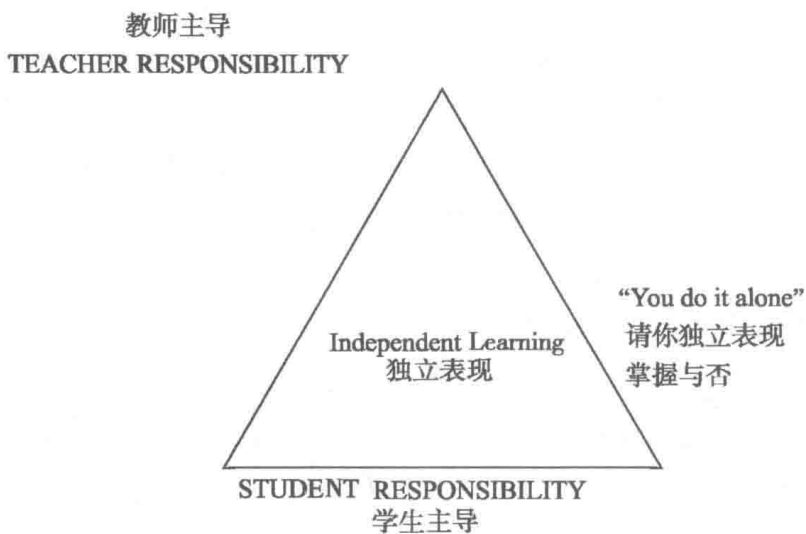 教师主导
TEACHER RESPONSIBILITY
“You do it alone”
请你独立表现
掌握与否
Independent Learning
独立表现
STUDENT RESPONSIBILITY
学生主导